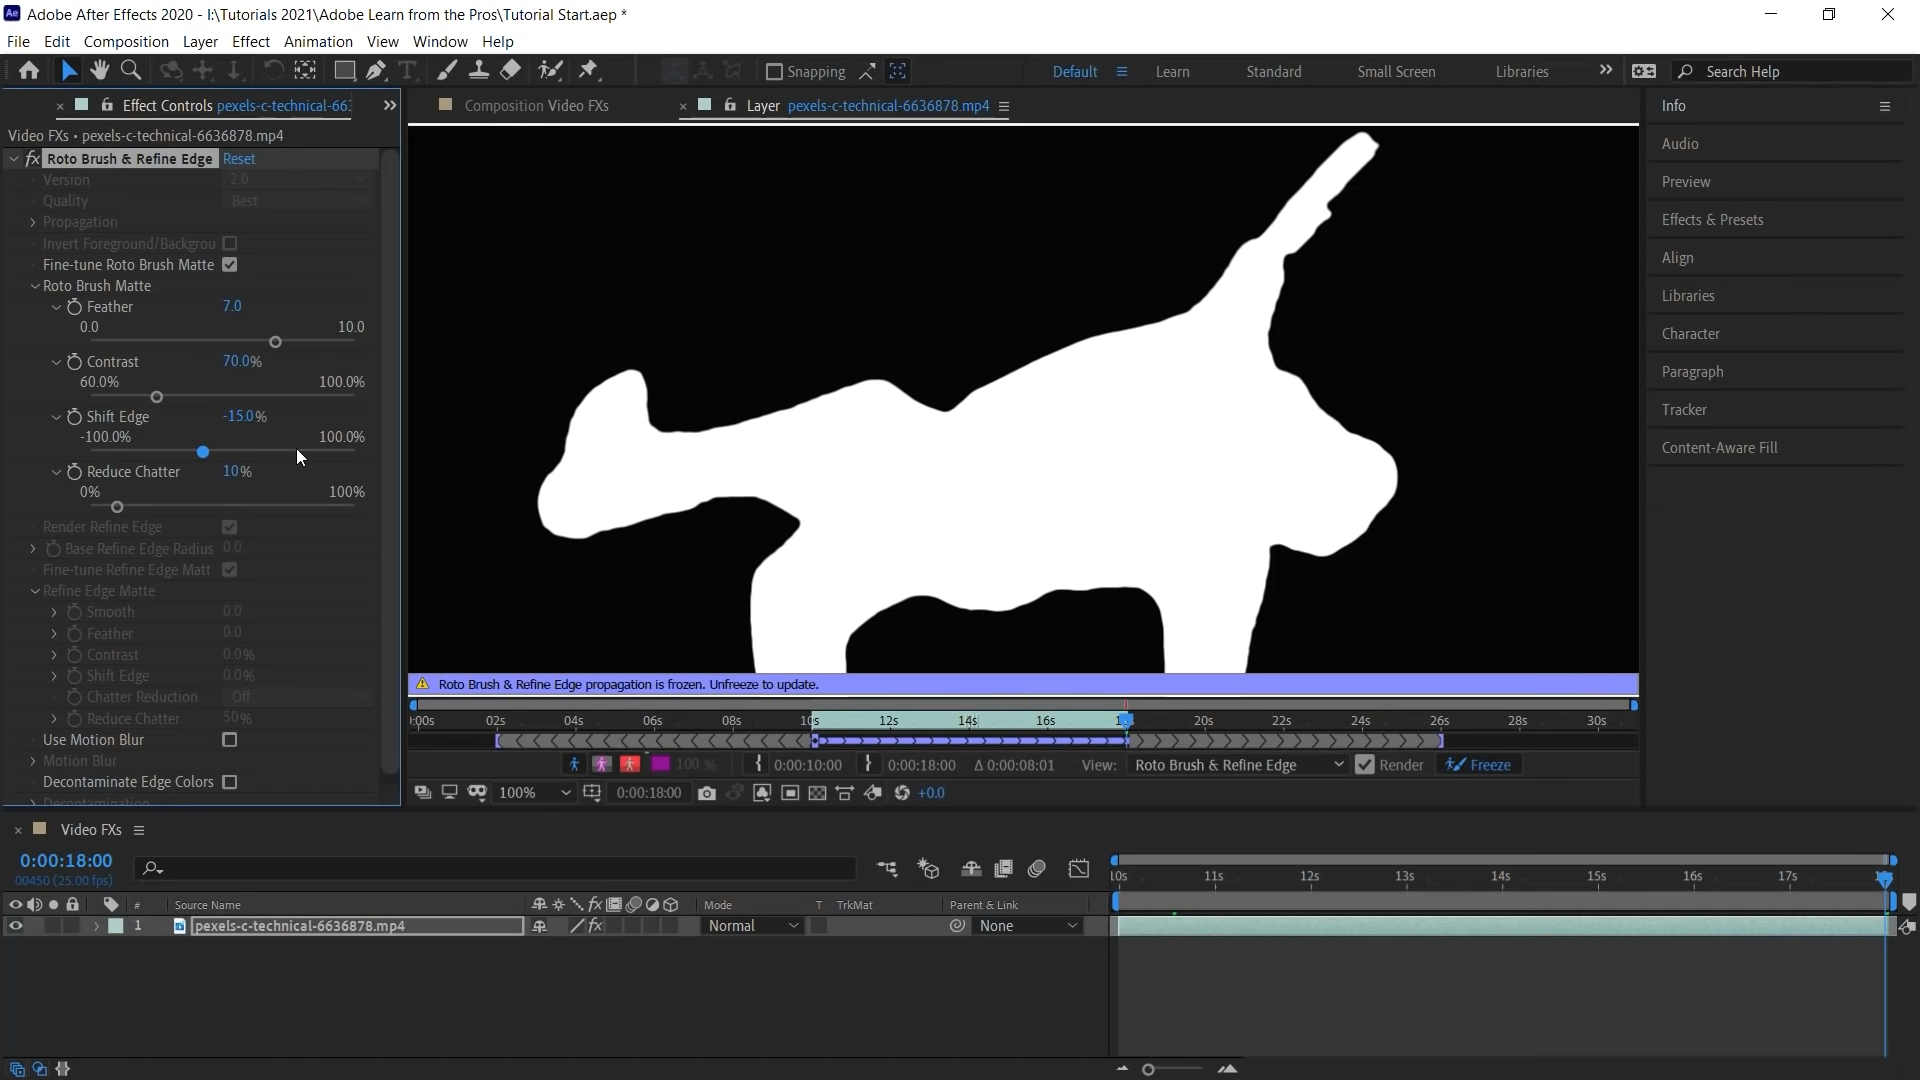 Adobe After Effects 2020 - I:\Tutorials 2021\Adobe Learn from the Pros\Tutorial Start.aep *
File Edit Composition Layer Effect Animation View Window Help
Snapping Default Learn Standard Small Screen Libraries Search Help
Effect Controls pexels-c-technical-66
Composition Video FXs
Layer pexels-c-technical-6636878.mp4
Video FXs • pexels-c-technical-6636878.mp4
fx Roto Brush & Refine Edge Reset
Version 2.0
Quality Best
Propagation
Invert Foreground/Backgrou
Fine-tune Roto Brush Matte
Roto Brush Matte
Feather 7.0
0.0 10.0
Contrast 70.0%
60.0% 100.0%
Shift Edge -15.0%
-100.0% 100.0%
Reduce Chatter 10%
0% 100%
Render Refine Edge
Base Refine Edge Radius 0.0
Fine-tune Refine Edge Matt
Refine Edge Matte
Smooth 0.0
Feather 0.0
Contrast 0.0%
Shift Edge 0.0%
Chatter Reduction Off
Reduce Chatter 50%
Use Motion Blur
Motion Blur
Decontaminate Edge Colors
Decontamination
Roto Brush & Refine Edge propagation is frozen. Unfreeze to update.
:00s 02s 04s 06s 08s 10s 12s 14s 16s 20s 22s 24s 26s 28s 30s
100 % 0:00:10:00 0:00:18:00 Δ 0:00:08:01 View: Roto Brush & Refine Edge Render Freeze
100% 0:00:18:00 +0.0
Info
Audio
Preview
Effects & Presets
Align
Libraries
Character
Paragraph
Tracker
Content-Aware Fill
Video FXs
0:00:18:00
00450 (25.00 fps)
10s 11s 12s 13s 14s 15s 16s 17s
# Source Name fx Mode T TrkMat Parent & Link
1 pexels-c-technical-6636878.mp4 fx Normal None